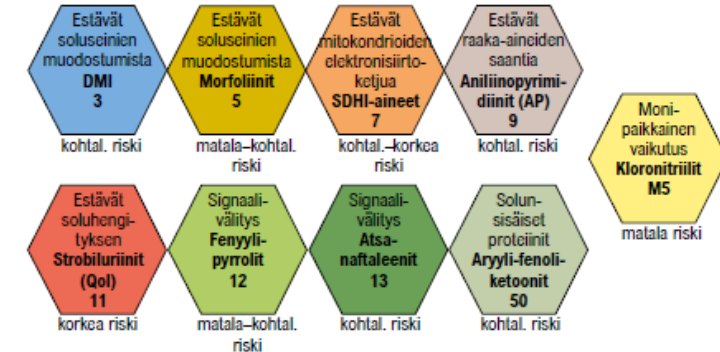 Estävät
soluseinien
muodostumista
DMI
3
kohtal. riski
Estävät
soluseinien
muodostumista
Morfoliinit
5
matala–kohtal.
riski
Estävät
mitokondrioiden
elektronisiirto-
ketjua
SDHI-aineet
7
kohtal.–korkea
riski
Estävät
raaka-aineiden
saantia
Aniliinopyrimi-
diinit (AP)
9
kohtal. riski
Moni-
paikkainen
vaikutus
Kloronitriilit
M5
matala riski
Estävät
soluhengi-
tyksen
Strobiluriinit
(QoI)
11
korkea riski
Signaali-
välitys
Fenyyli-
pyrrolit
12
matala–kohtal.
riski
Signaali-
välitys
Atsa-
naftaleenit
13
kohtal. riski
Solun-
sisäiset
proteiinit
Aryyli-fenoli-
ketoonit
50
kohtal. riski